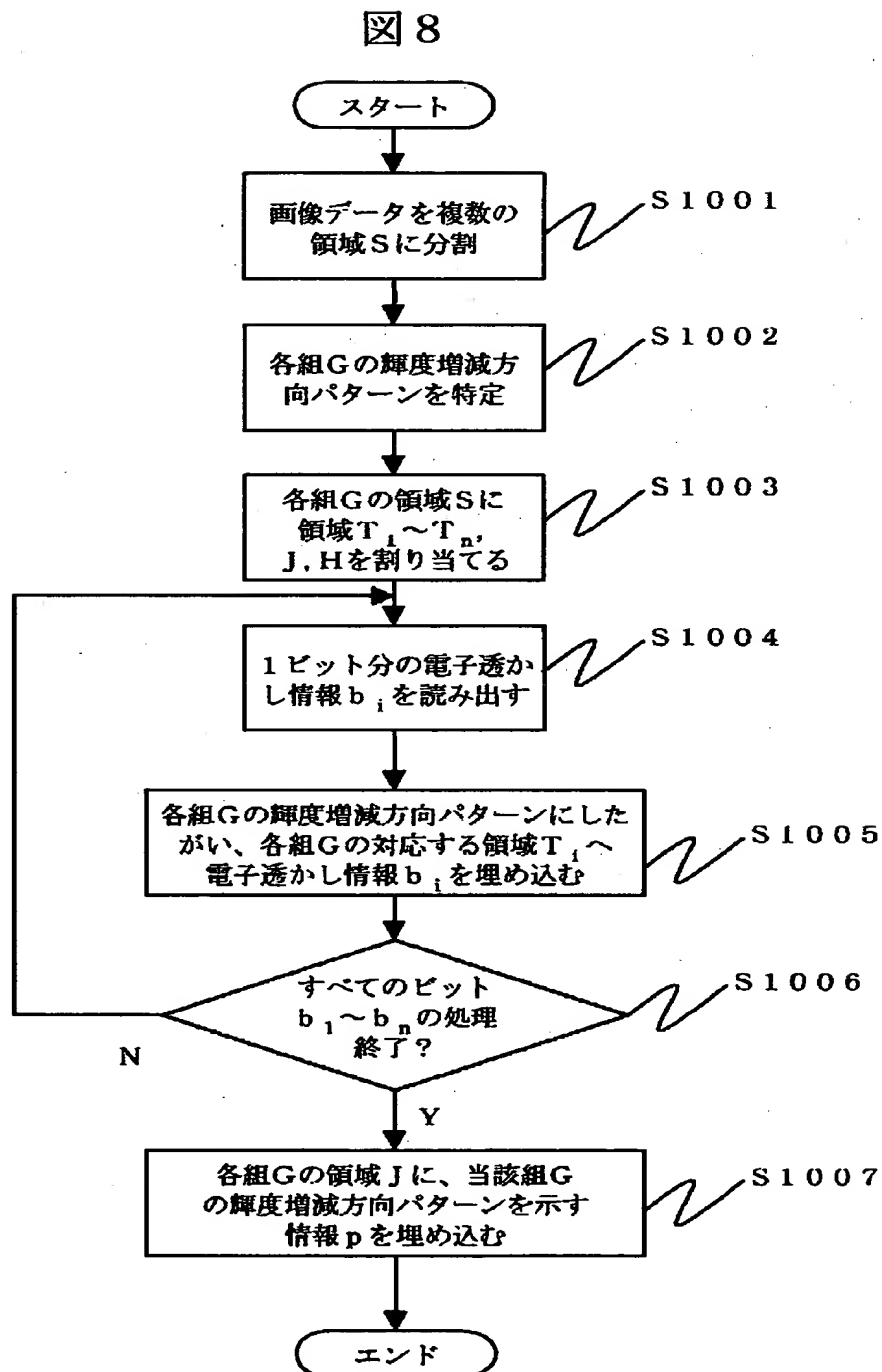 図8
スタート
画像データを複数の
領域Sに分割
S1001
各組Gの輝度増減方
向パターンを特定
S1002
各組Gの領域Sに
領域T₁～Tₙ,
J,Hを割り当てる
S1003
1ビット分の電子透か
し情報bᵢを読み出す
S1004
各組Gの輝度増減方向パターンにした
がい、各組Gの対応する領域Tᵢへ
電子透かし情報bᵢを埋め込む
S1005
すべてのビット
b₁～bₙの処理
終了？
S1006
N
Y
各組Gの領域Jに、当該組G
の輝度増減方向パターンを示す
情報pを埋め込む
S1007
エンド